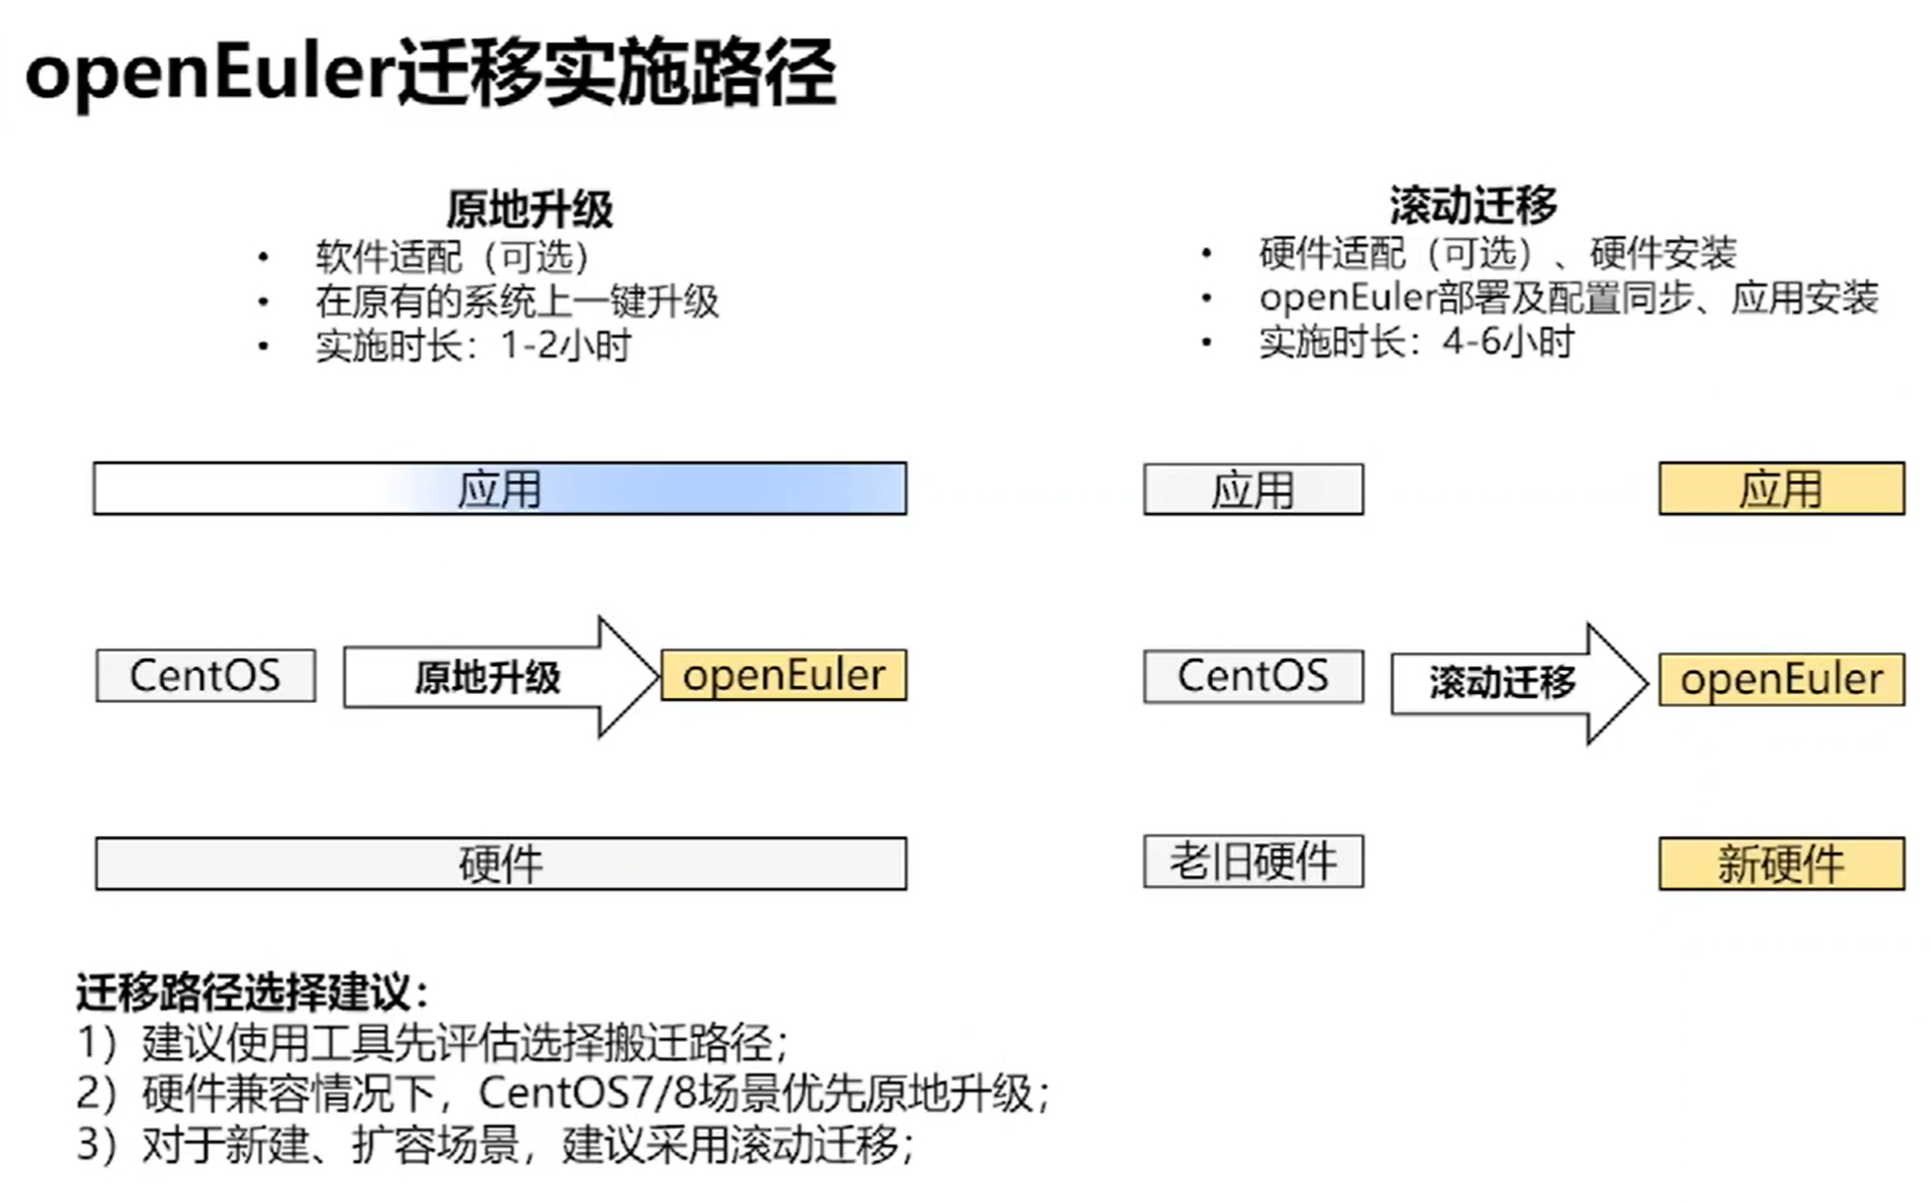 openEuler迁移实施路径
原地升级
• 软件适配（可选）
• 在原有的系统上一键升级
• 实施时长：1-2小时
滚动迁移
• 硬件适配（可选）、硬件安装
• openEuler部署及配置同步、应用安装
• 实施时长：4-6小时
应用
CentOS
原地升级
openEuler
硬件
应用
应用
CentOS
滚动迁移
openEuler
老旧硬件
新硬件
迁移路径选择建议：
1）建议使用工具先评估选择搬迁路径；
2）硬件兼容情况下，CentOS7/8场景优先原地升级；
3）对于新建、扩容场景，建议采用滚动迁移；